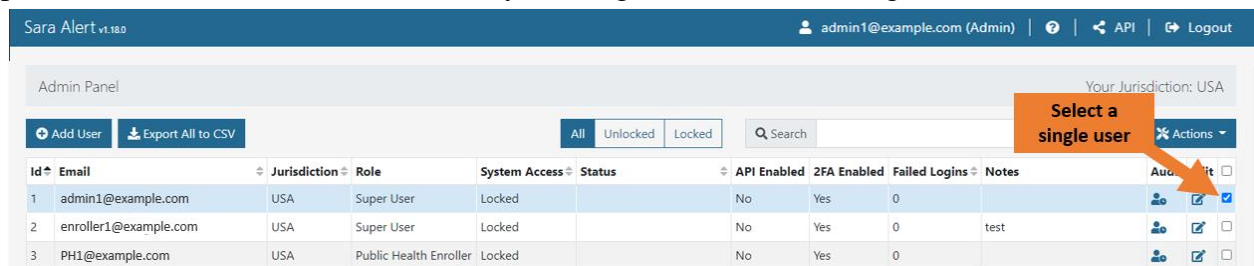 Sara Alert v1.18.0 admin1@example.com (Admin) API Logout
Admin Panel Your Jurisdiction: USA
Select a
single user
Add User Export All to CSV All Unlocked Locked Search Actions
Id Email Jurisdiction Role System Access Status API Enabled 2FA Enabled Failed Logins Notes
1 admin1@example.com USA Super User Locked No Yes 0
2 enroller1@example.com USA Super User Locked No Yes 0 test
3 PH1@example.com USA Public Health Enroller Locked No Yes 0